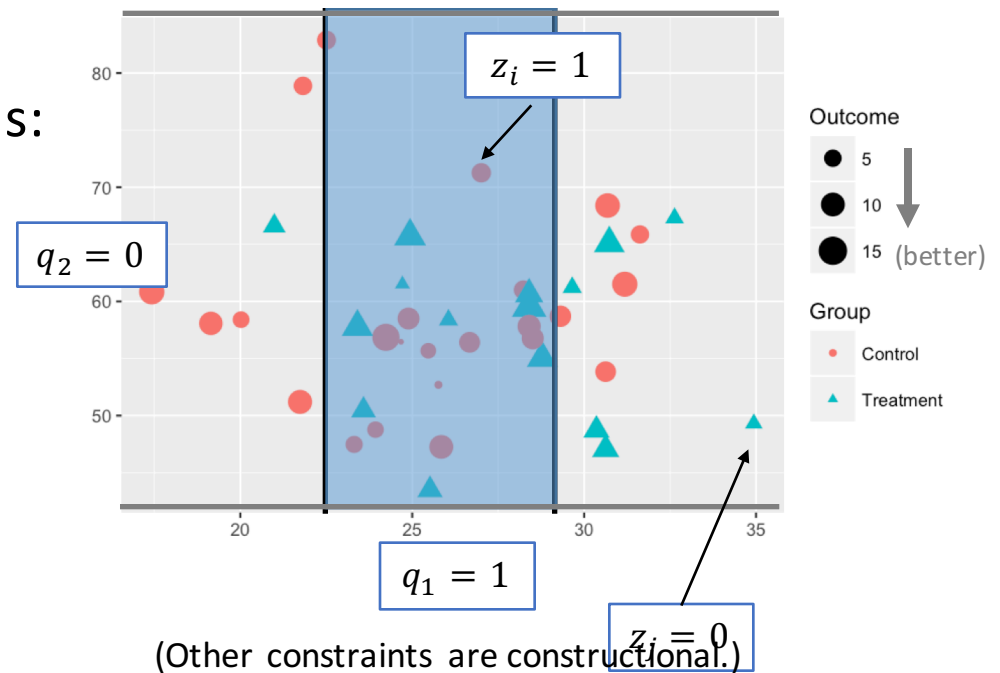 s:
80
70
60
50
20
25
30
35
z_i = 1
q_2 = 0
q_1 = 1
z_j = 0
(Other constraints are constructional.)
Outcome
5
10
15 (better)
Group
Control
Treatment